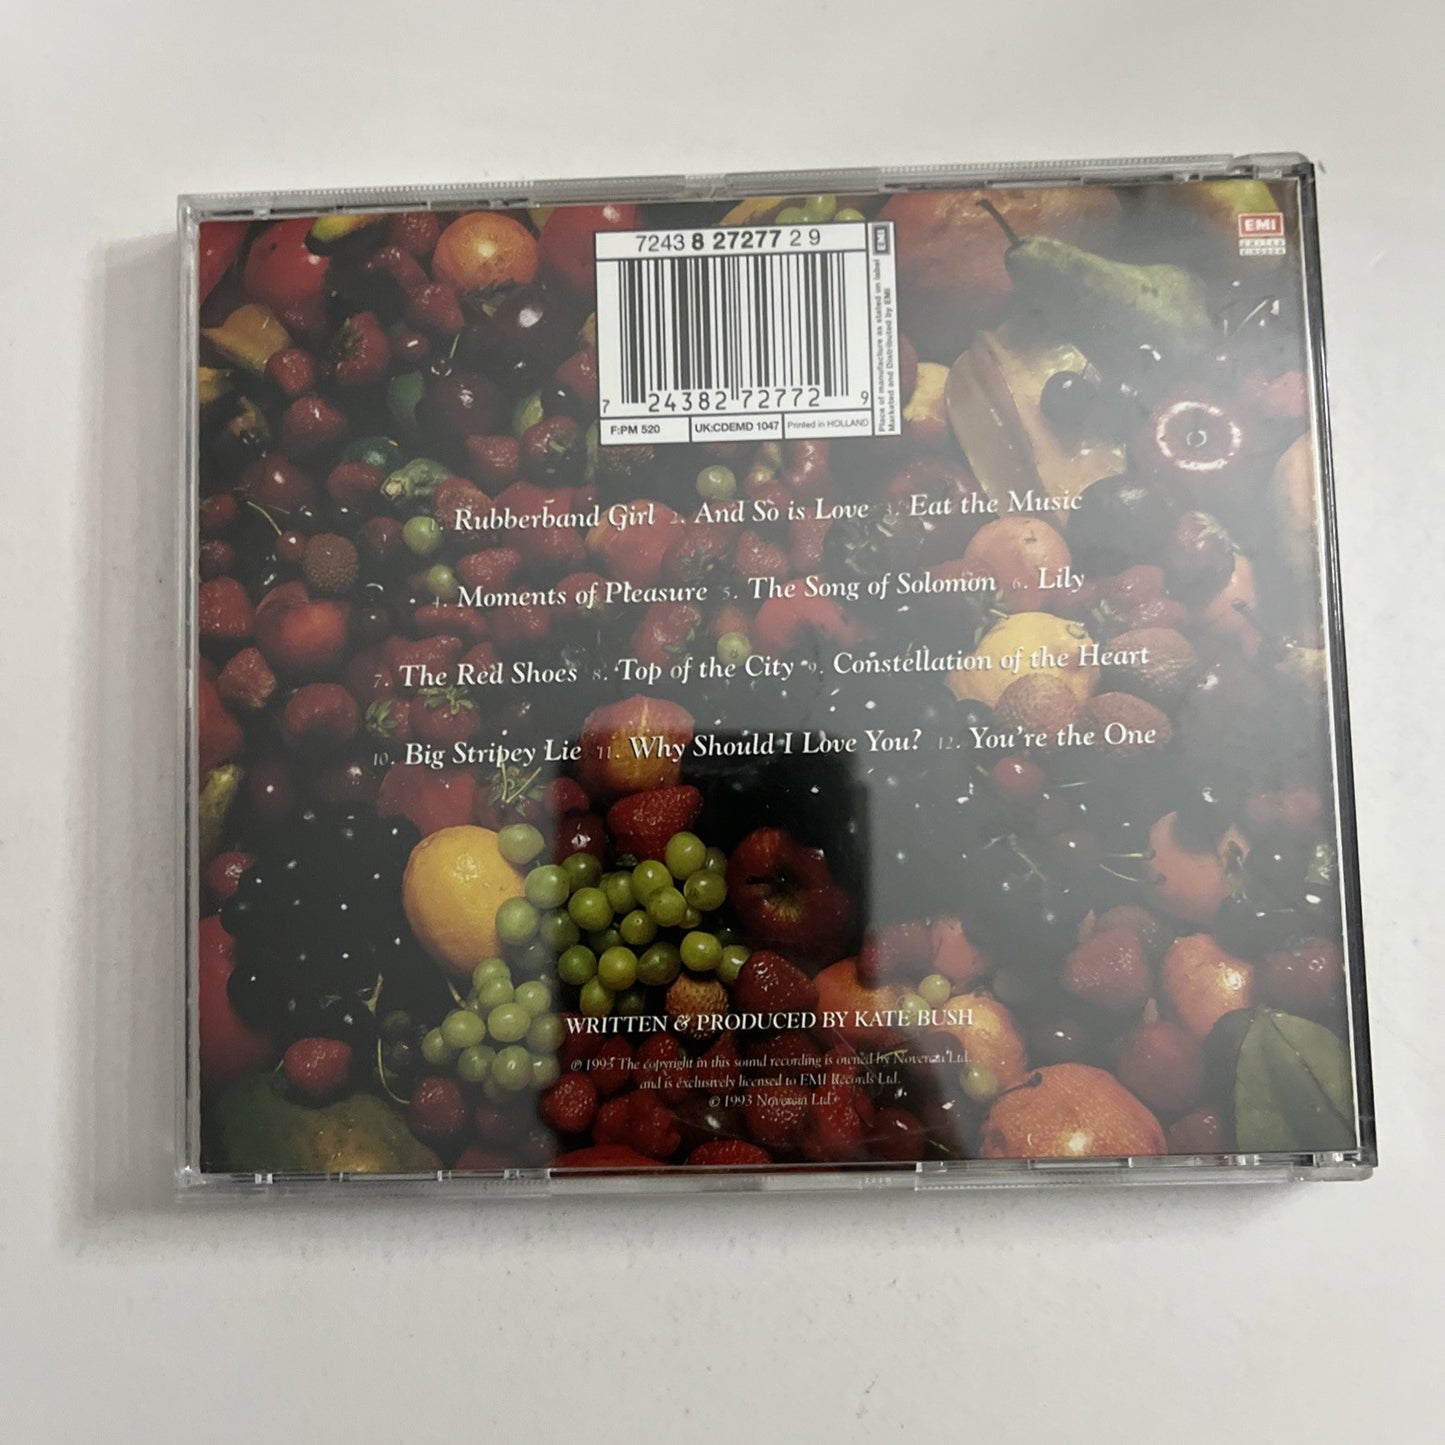 7243 8 27277 2 9
EMI
Place of manufacture as stated on label
Marketed and Distributed by EMI
7 24382 72772 9
F:PM 520
UK:CDEMD 1047
Printed in HOLLAND
EMI
UNITED
KINGDOM
1. Rubberband Girl 2. And So is Love 3. Eat the Music
4. Moments of Pleasure 5. The Song of Solomon 6. Lily
7. The Red Shoes 8. Top of the City 9. Constellation of the Heart
10. Big Stripey Lie 11. Why Should I Love You? 12. You're the One
WRITTEN & PRODUCED BY KATE BUSH
℗ 1993 The copyright in this sound recording is owned by Novercia Ltd.
and is exclusively licensed to EMI Records Ltd.
© 1993 Novercia Ltd.